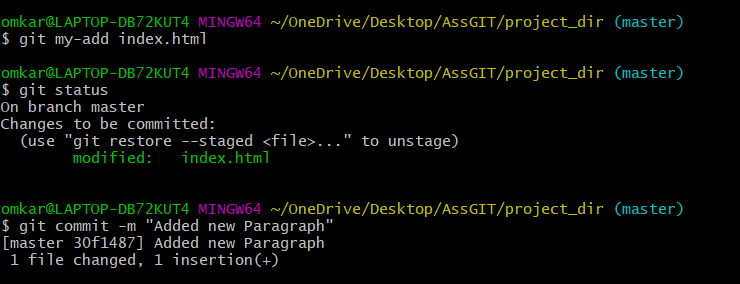 omkar@LAPTOP-DB72KUT4 MINGW64 ~/OneDrive/Desktop/AssGIT/project_dir (master)
$ git my-add index.html
omkar@LAPTOP-DB72KUT4 MINGW64 ~/OneDrive/Desktop/AssGIT/project_dir (master)
$ git status
On branch master
Changes to be committed:
  (use "git restore --staged <file>..." to unstage)
        modified:   index.html
omkar@LAPTOP-DB72KUT4 MINGW64 ~/OneDrive/Desktop/AssGIT/project_dir (master)
$ git commit -m "Added new Paragraph"
[master 30f1487] Added new Paragraph
 1 file changed, 1 insertion(+)